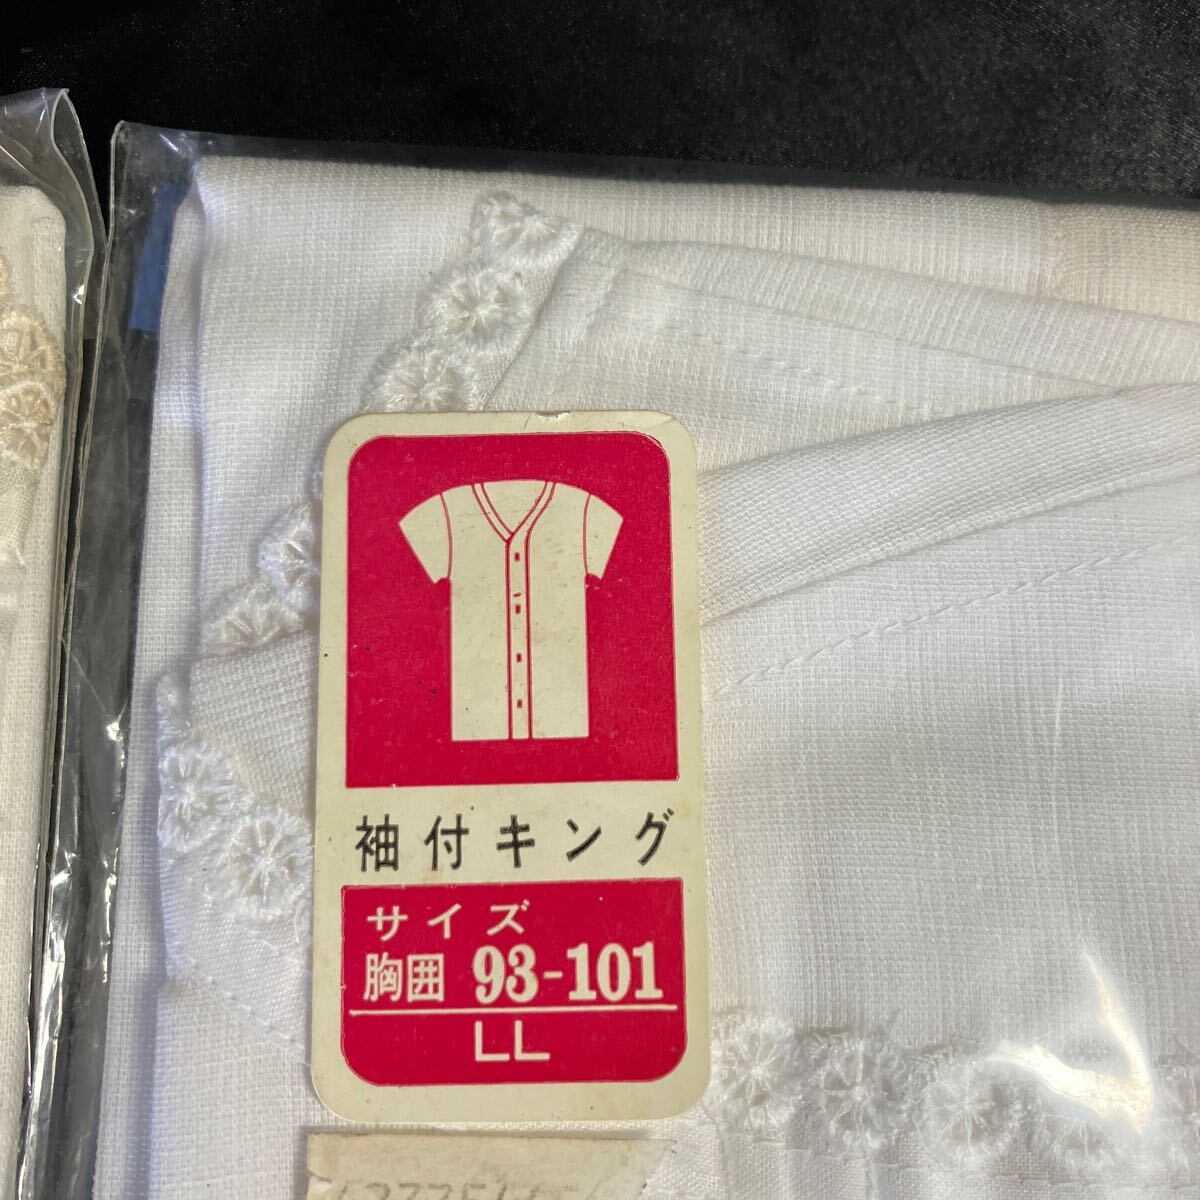 袖付キング
サイズ
胸囲 93-101
LL